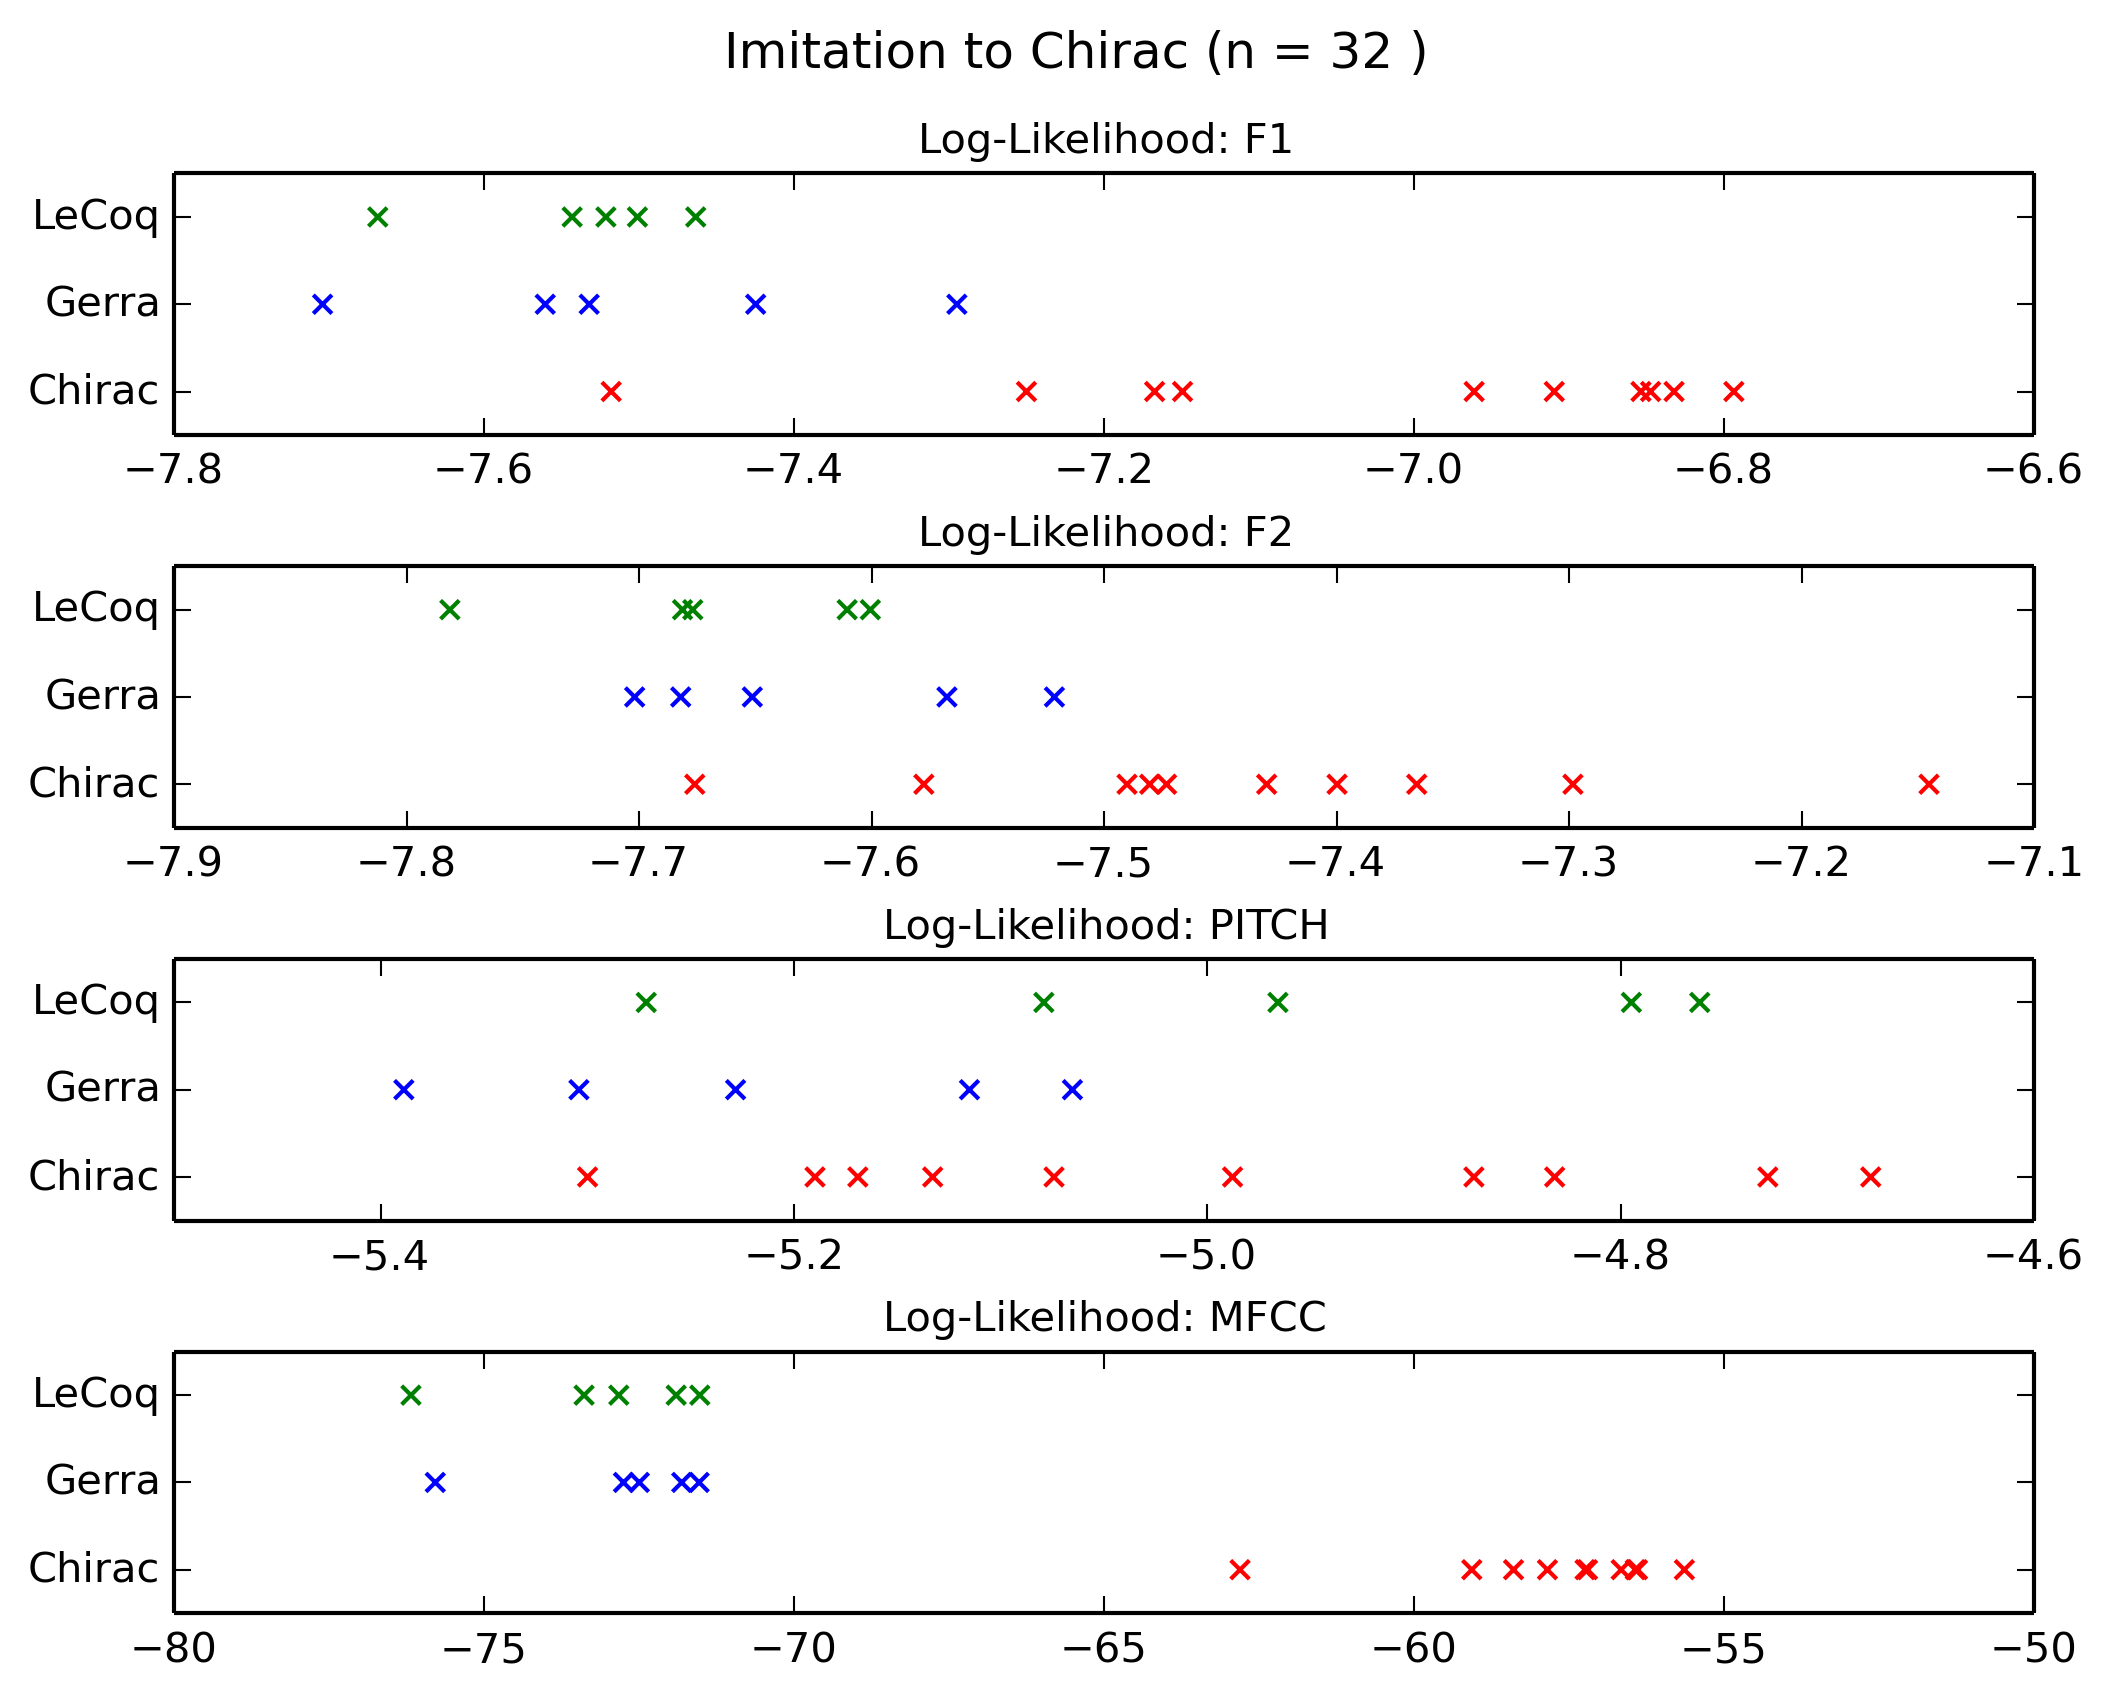 Imitation to Chirac (n = 32 )
Log-Likelihood: F1
LeCoq
Gerra
Chirac
−7.8 −7.6 −7.4 −7.2 −7.0 −6.8 −6.6
Log-Likelihood: F2
LeCoq
Gerra
Chirac
−7.9 −7.8 −7.7 −7.6 −7.5 −7.4 −7.3 −7.2 −7.1
Log-Likelihood: PITCH
LeCoq
Gerra
Chirac
−5.4 −5.2 −5.0 −4.8 −4.6
Log-Likelihood: MFCC
LeCoq
Gerra
Chirac
−80 −75 −70 −65 −60 −55 −50